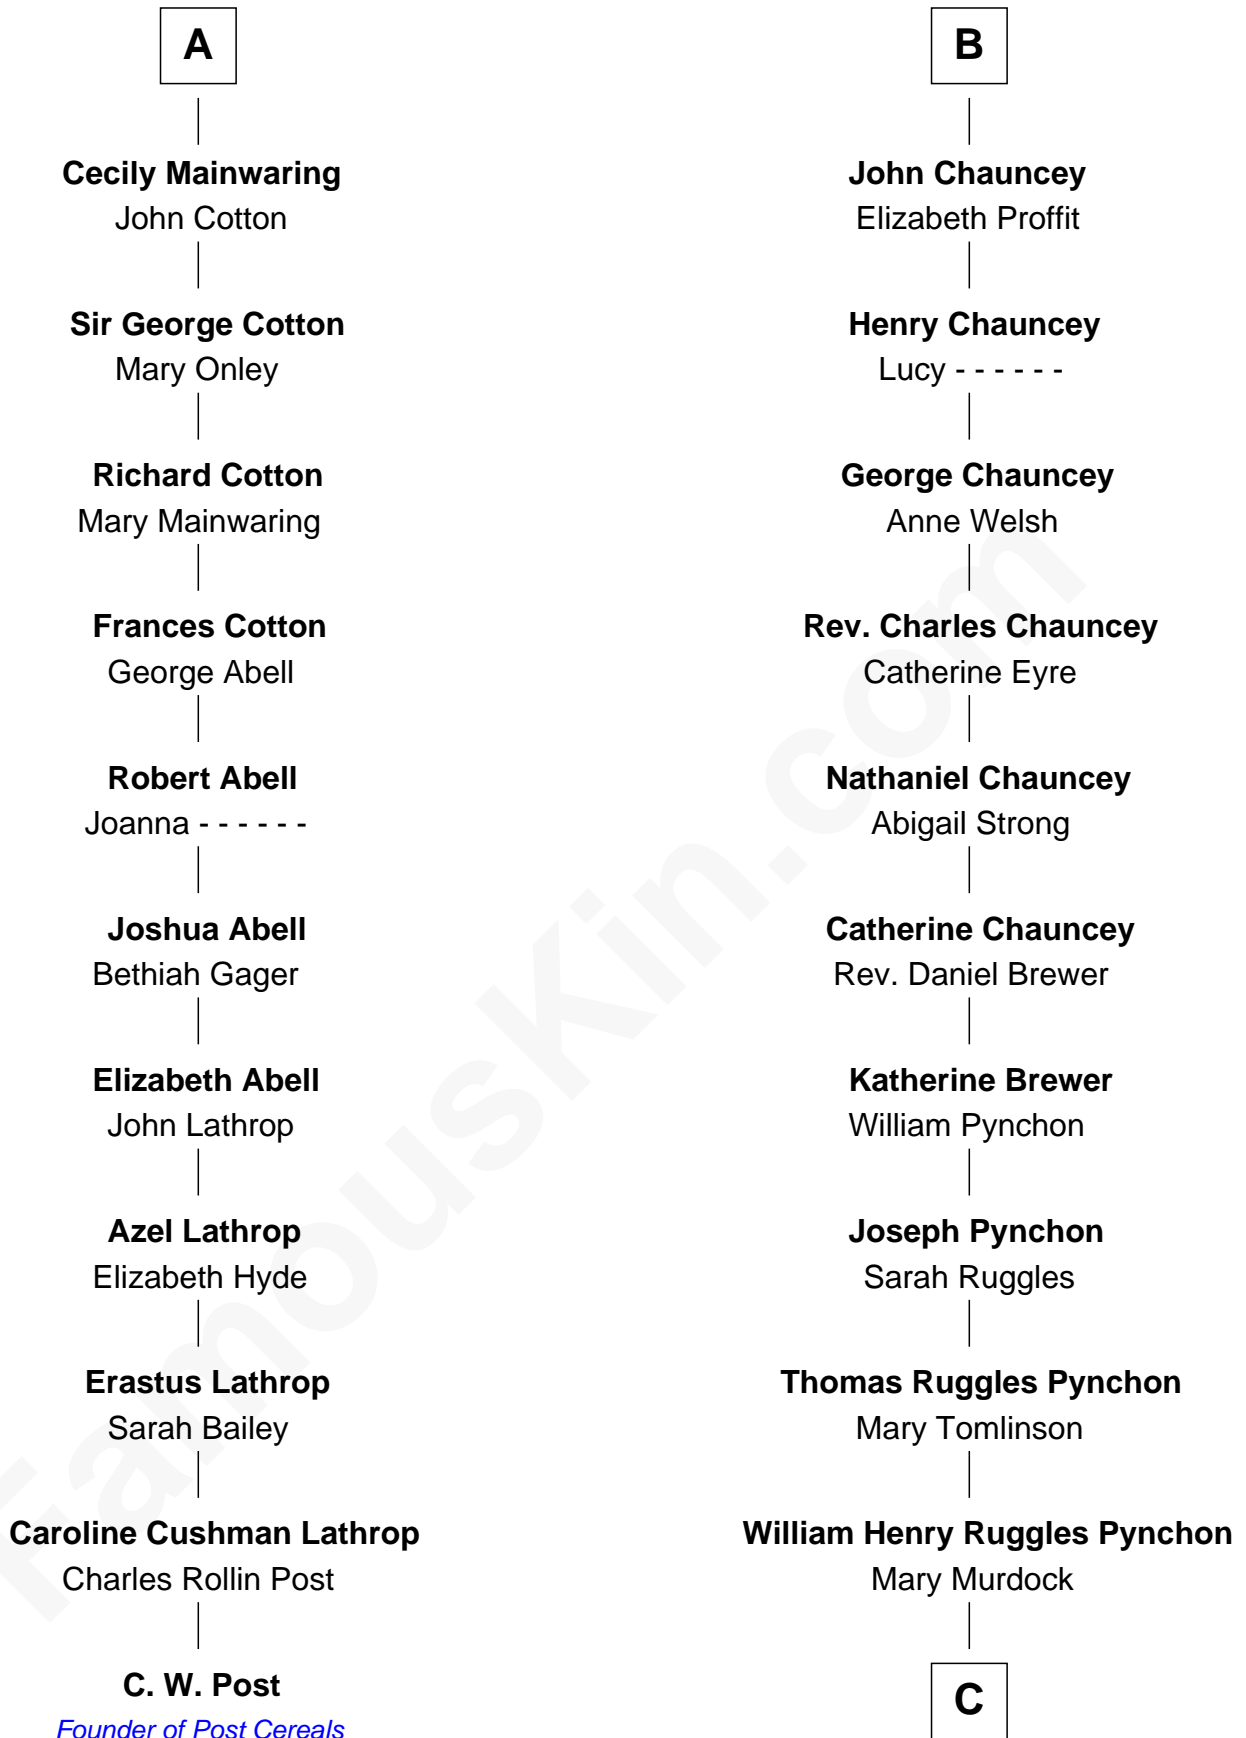 A
Cecily Mainwaring
John Cotton
Sir George Cotton
Mary Onley
Richard Cotton
Mary Mainwaring
Frances Cotton
George Abell
Robert Abell
Joanna - - - - - -
Joshua Abell
Bethiah Gager
Elizabeth Abell
John Lathrop
Azel Lathrop
Elizabeth Hyde
Erastus Lathrop
Sarah Bailey
Caroline Cushman Lathrop
Charles Rollin Post
C. W. Post
Founder of Post Cereals
B
John Chauncey
Elizabeth Proffit
Henry Chauncey
Lucy - - - - - -
George Chauncey
Anne Welsh
Rev. Charles Chauncey
Catherine Eyre
Nathaniel Chauncey
Abigail Strong
Catherine Chauncey
Rev. Daniel Brewer
Katherine Brewer
William Pynchon
Joseph Pynchon
Sarah Ruggles
Thomas Ruggles Pynchon
Mary Tomlinson
William Henry Ruggles Pynchon
Mary Murdock
C
FamousKin.com